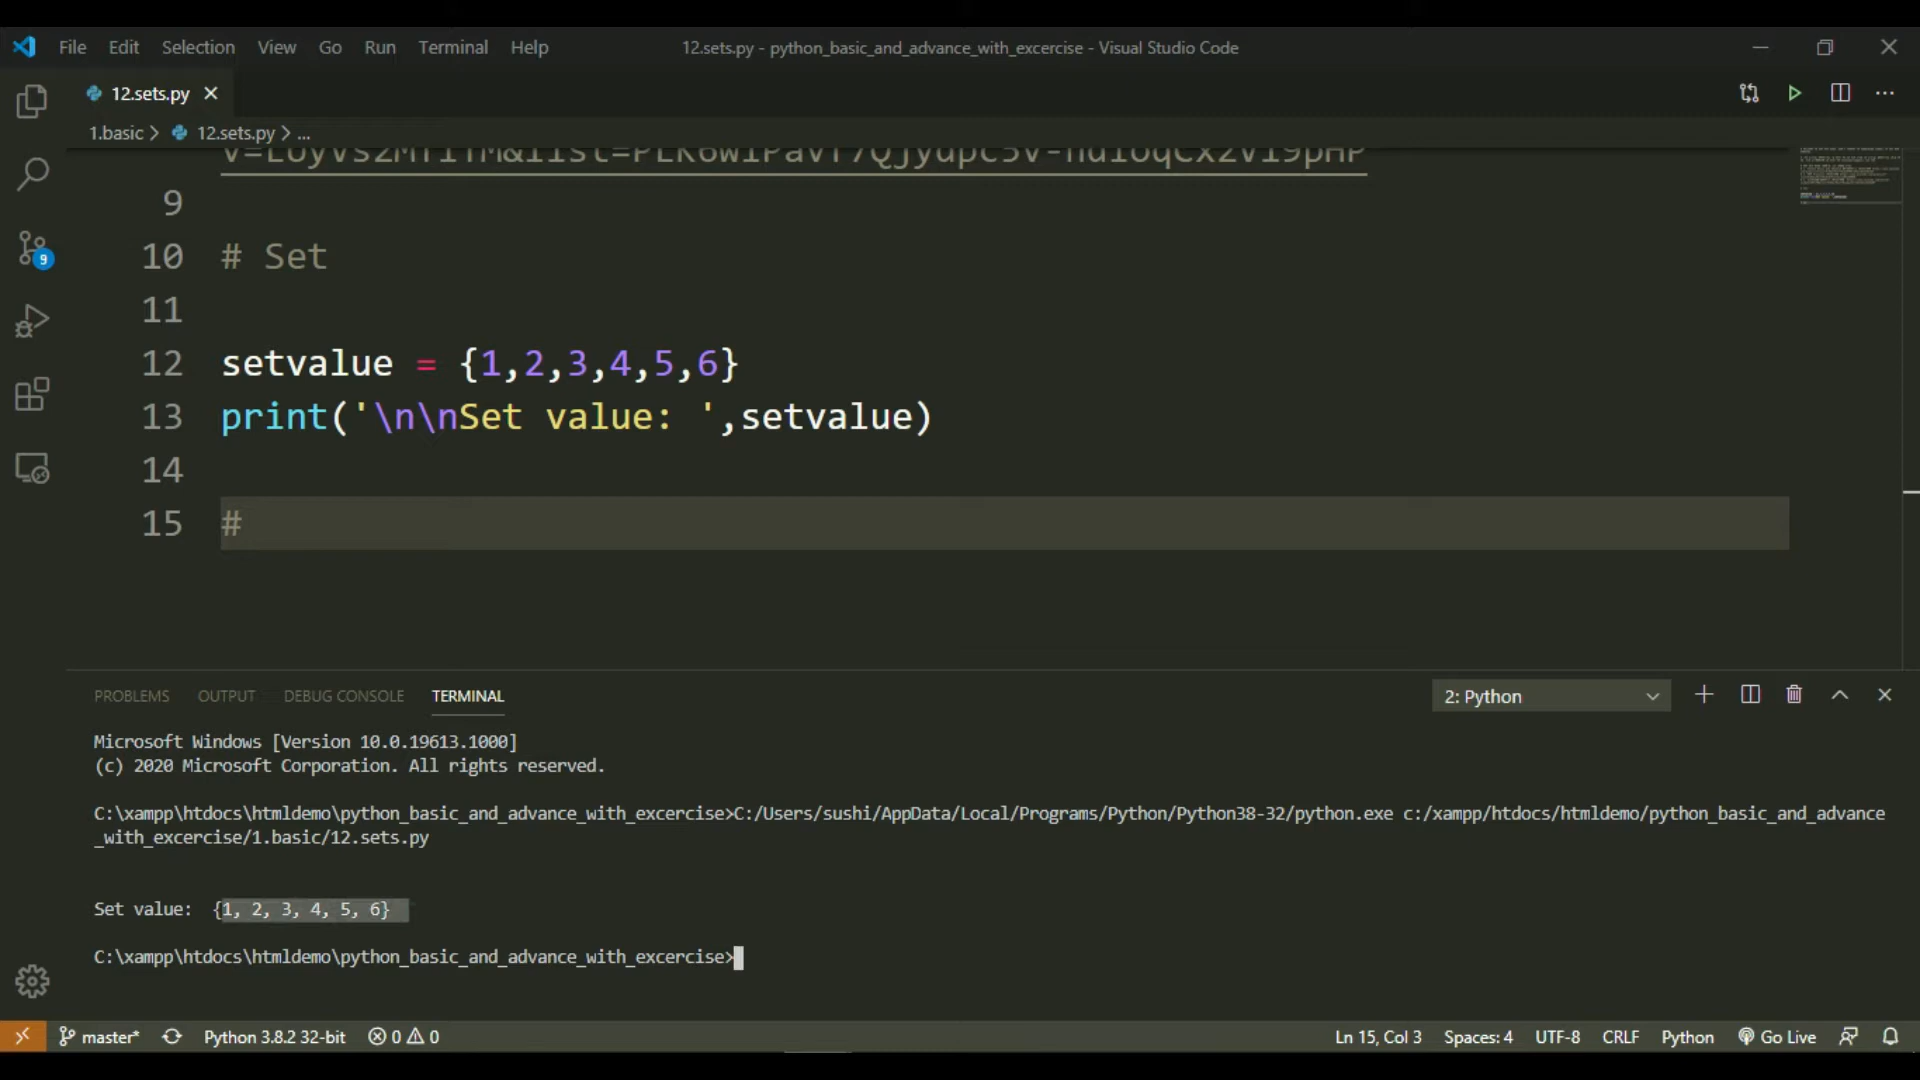 File Edit Selection View Go Run Terminal Help 12.sets.py - python_basic_and_advance_with_excercise - Visual Studio Code
12.sets.py
1.basic > 12.sets.py > ...
9
10 # Set
11
12 setvalue = {1,2,3,4,5,6}
13 print('\n\nSet value: ',setvalue)
14
15 #
9
PROBLEMS OUTPUT DEBUG CONSOLE TERMINAL 2: Python
Microsoft Windows [Version 10.0.19613.1000]
(c) 2020 Microsoft Corporation. All rights reserved.
C:\xampp\htdocs\htmldemo\python_basic_and_advance_with_excercise>C:/Users/sushi/AppData/Local/Programs/Python/Python38-32/python.exe c:/xampp/htdocs/htmldemo/python_basic_and_advance
_with_excercise/1.basic/12.sets.py
Set value:  {1, 2, 3, 4, 5, 6}
C:\xampp\htdocs\htmldemo\python_basic_and_advance_with_excercise>
master* Python 3.8.2 32-bit 0 0 Ln 15, Col 3 Spaces: 4 UTF-8 CRLF Python Go Live